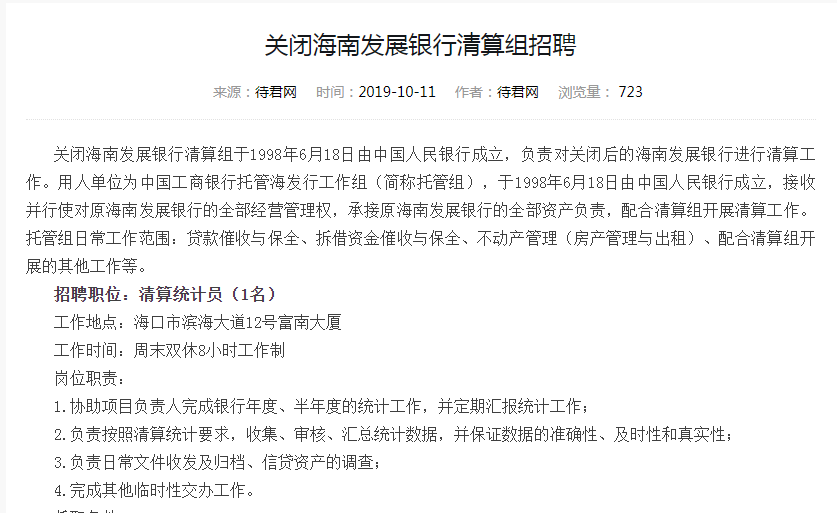 关闭海南发展银行清算组招聘
来源：待君网 时间：2019-10-11 作者：待君网 浏览量： 723
关闭海南发展银行清算组于1998年6月18日由中国人民银行成立，负责对关闭后的海南发展银行进行清算工
作。用人单位为中国工商银行托管海发行工作组（简称托管组），于1998年6月18日由中国人民银行成立，接收
并行使对原海南发展银行的全部经营管理权，承接原海南发展银行的全部资产负责，配合清算组开展清算工作。
托管组日常工作范围：贷款催收与保全、拆借资金催收与保全、不动产管理（房产管理与出租）、配合清算组开
展的其他工作等。
招聘职位：清算统计员（1名）
工作地点：海口市滨海大道12号富南大厦
工作时间：周末双休8小时工作制
岗位职责：
1.协助项目负责人完成银行年度、半年度的统计工作，并定期汇报统计工作；
2.负责按照清算统计要求，收集、审核、汇总统计数据，并保证数据的准确性、及时性和真实性；
3.负责日常文件收发及归档、信贷资产的调查；
4.完成其他临时性交办工作。